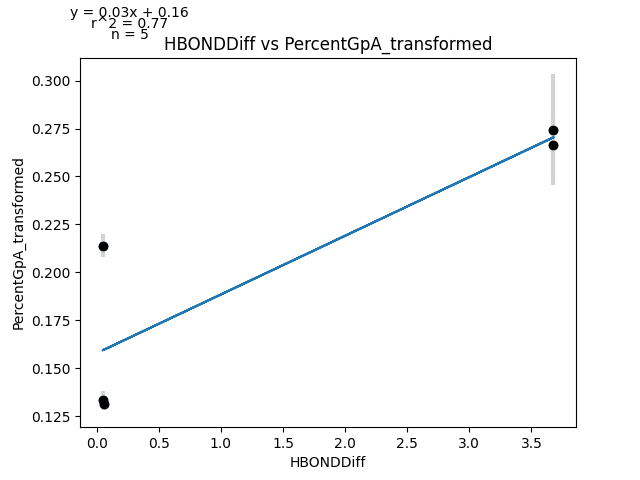 y = 0.03x + 0.16
r^2 = 0.77
n = 5
HBONDDiff vs PercentGpA_transformed
PercentGpA_transformed
0.300
0.275
0.250
0.225
0.200
0.175
0.150
0.125
0.0 0.5 1.0 1.5 2.0 2.5 3.0 3.5
HBONDDiff